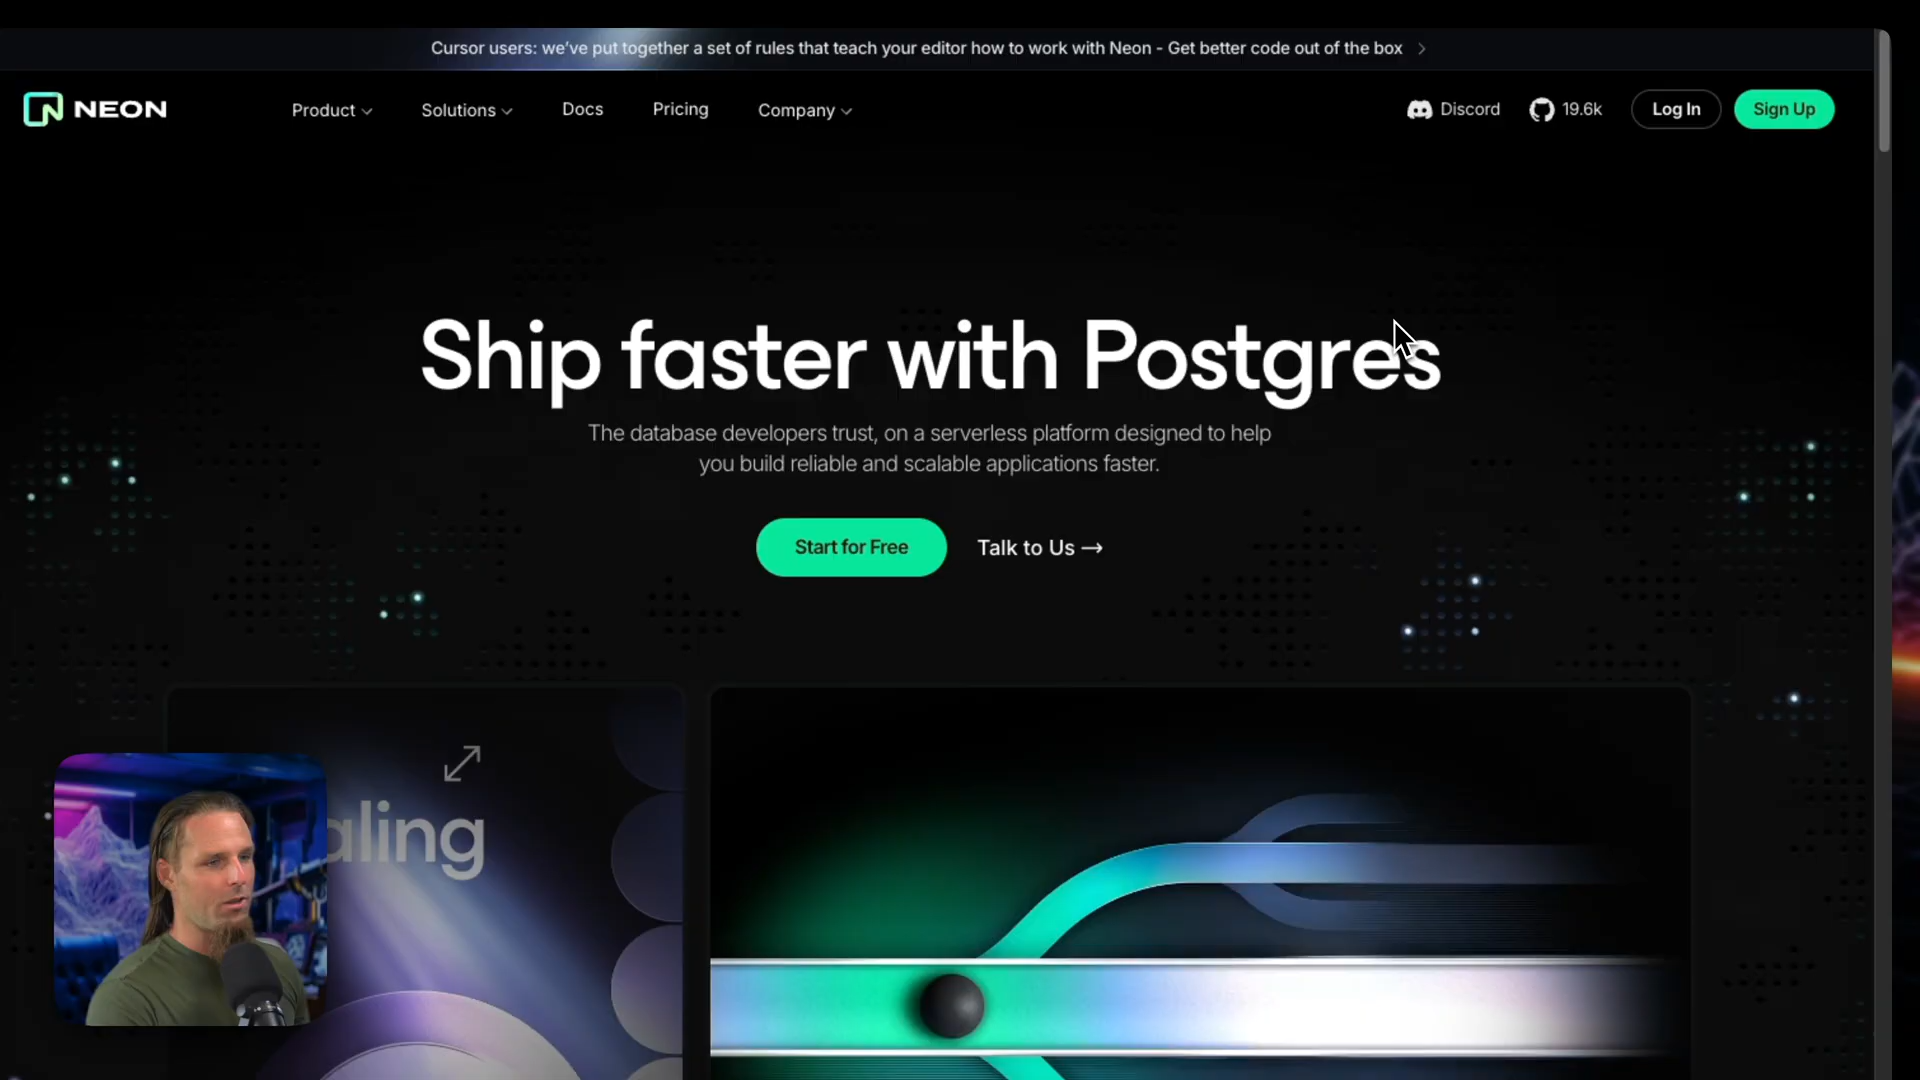 Cursor users: we've put together a set of rules that teach your editor how to work with Neon - Get better code out of the box
NEON
Product
Solutions
Docs
Pricing
Company
Discord
19.6k
Log In
Sign Up
Ship faster with Postgres
The database developers trust, on a serverless platform designed to help
you build reliable and scalable applications faster.
Start for Free
Talk to Us →
aling